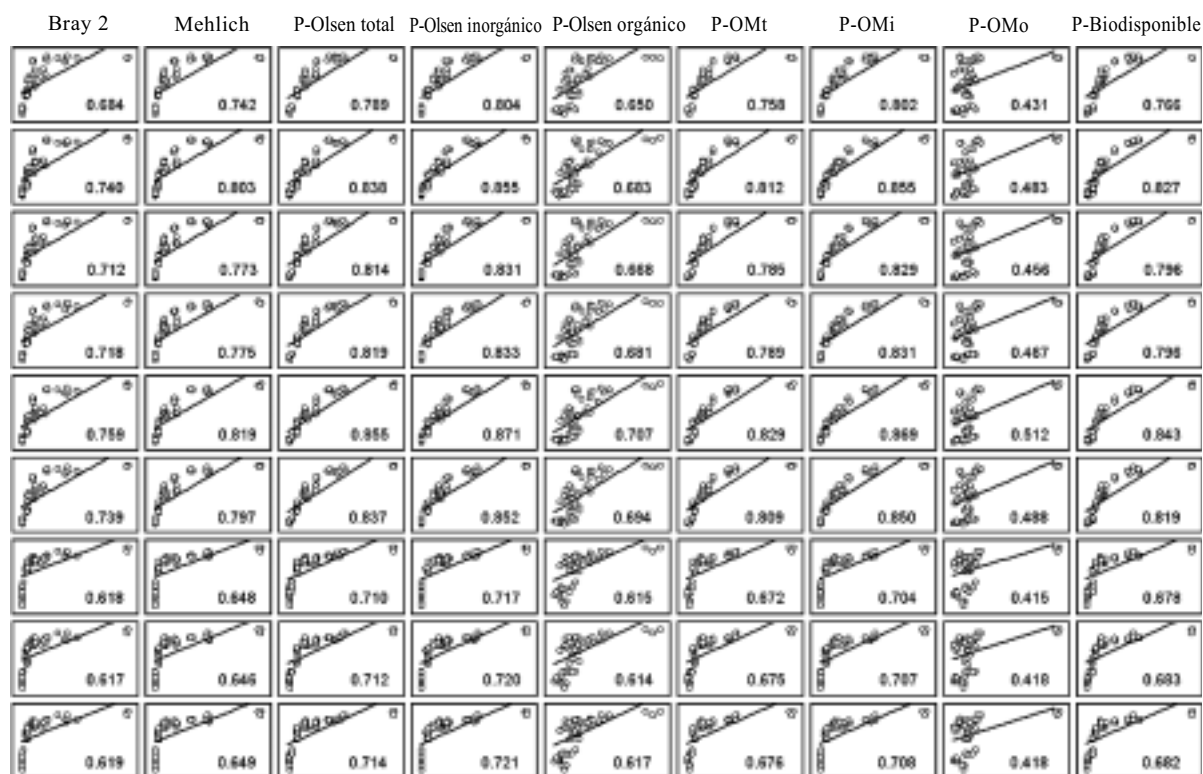 Bray 2 Mehlich P-Olsen total P-Olsen inorgánico P-Olsen orgánico P-OMt P-OMi P-OMo P-Biodisponible
0.684 0.742 0.789 0.804 0.650 0.758 0.802 0.431 0.766
0.740 0.803 0.838 0.855 0.683 0.812 0.855 0.483 0.827
0.712 0.773 0.814 0.831 0.668 0.785 0.829 0.456 0.796
0.718 0.775 0.819 0.833 0.681 0.789 0.831 0.467 0.796
0.759 0.819 0.855 0.871 0.707 0.829 0.869 0.512 0.843
0.739 0.797 0.837 0.852 0.694 0.809 0.850 0.488 0.819
0.618 0.648 0.710 0.717 0.615 0.672 0.704 0.415 0.678
0.617 0.646 0.712 0.720 0.614 0.675 0.707 0.418 0.683
0.619 0.649 0.714 0.721 0.617 0.676 0.708 0.418 0.682